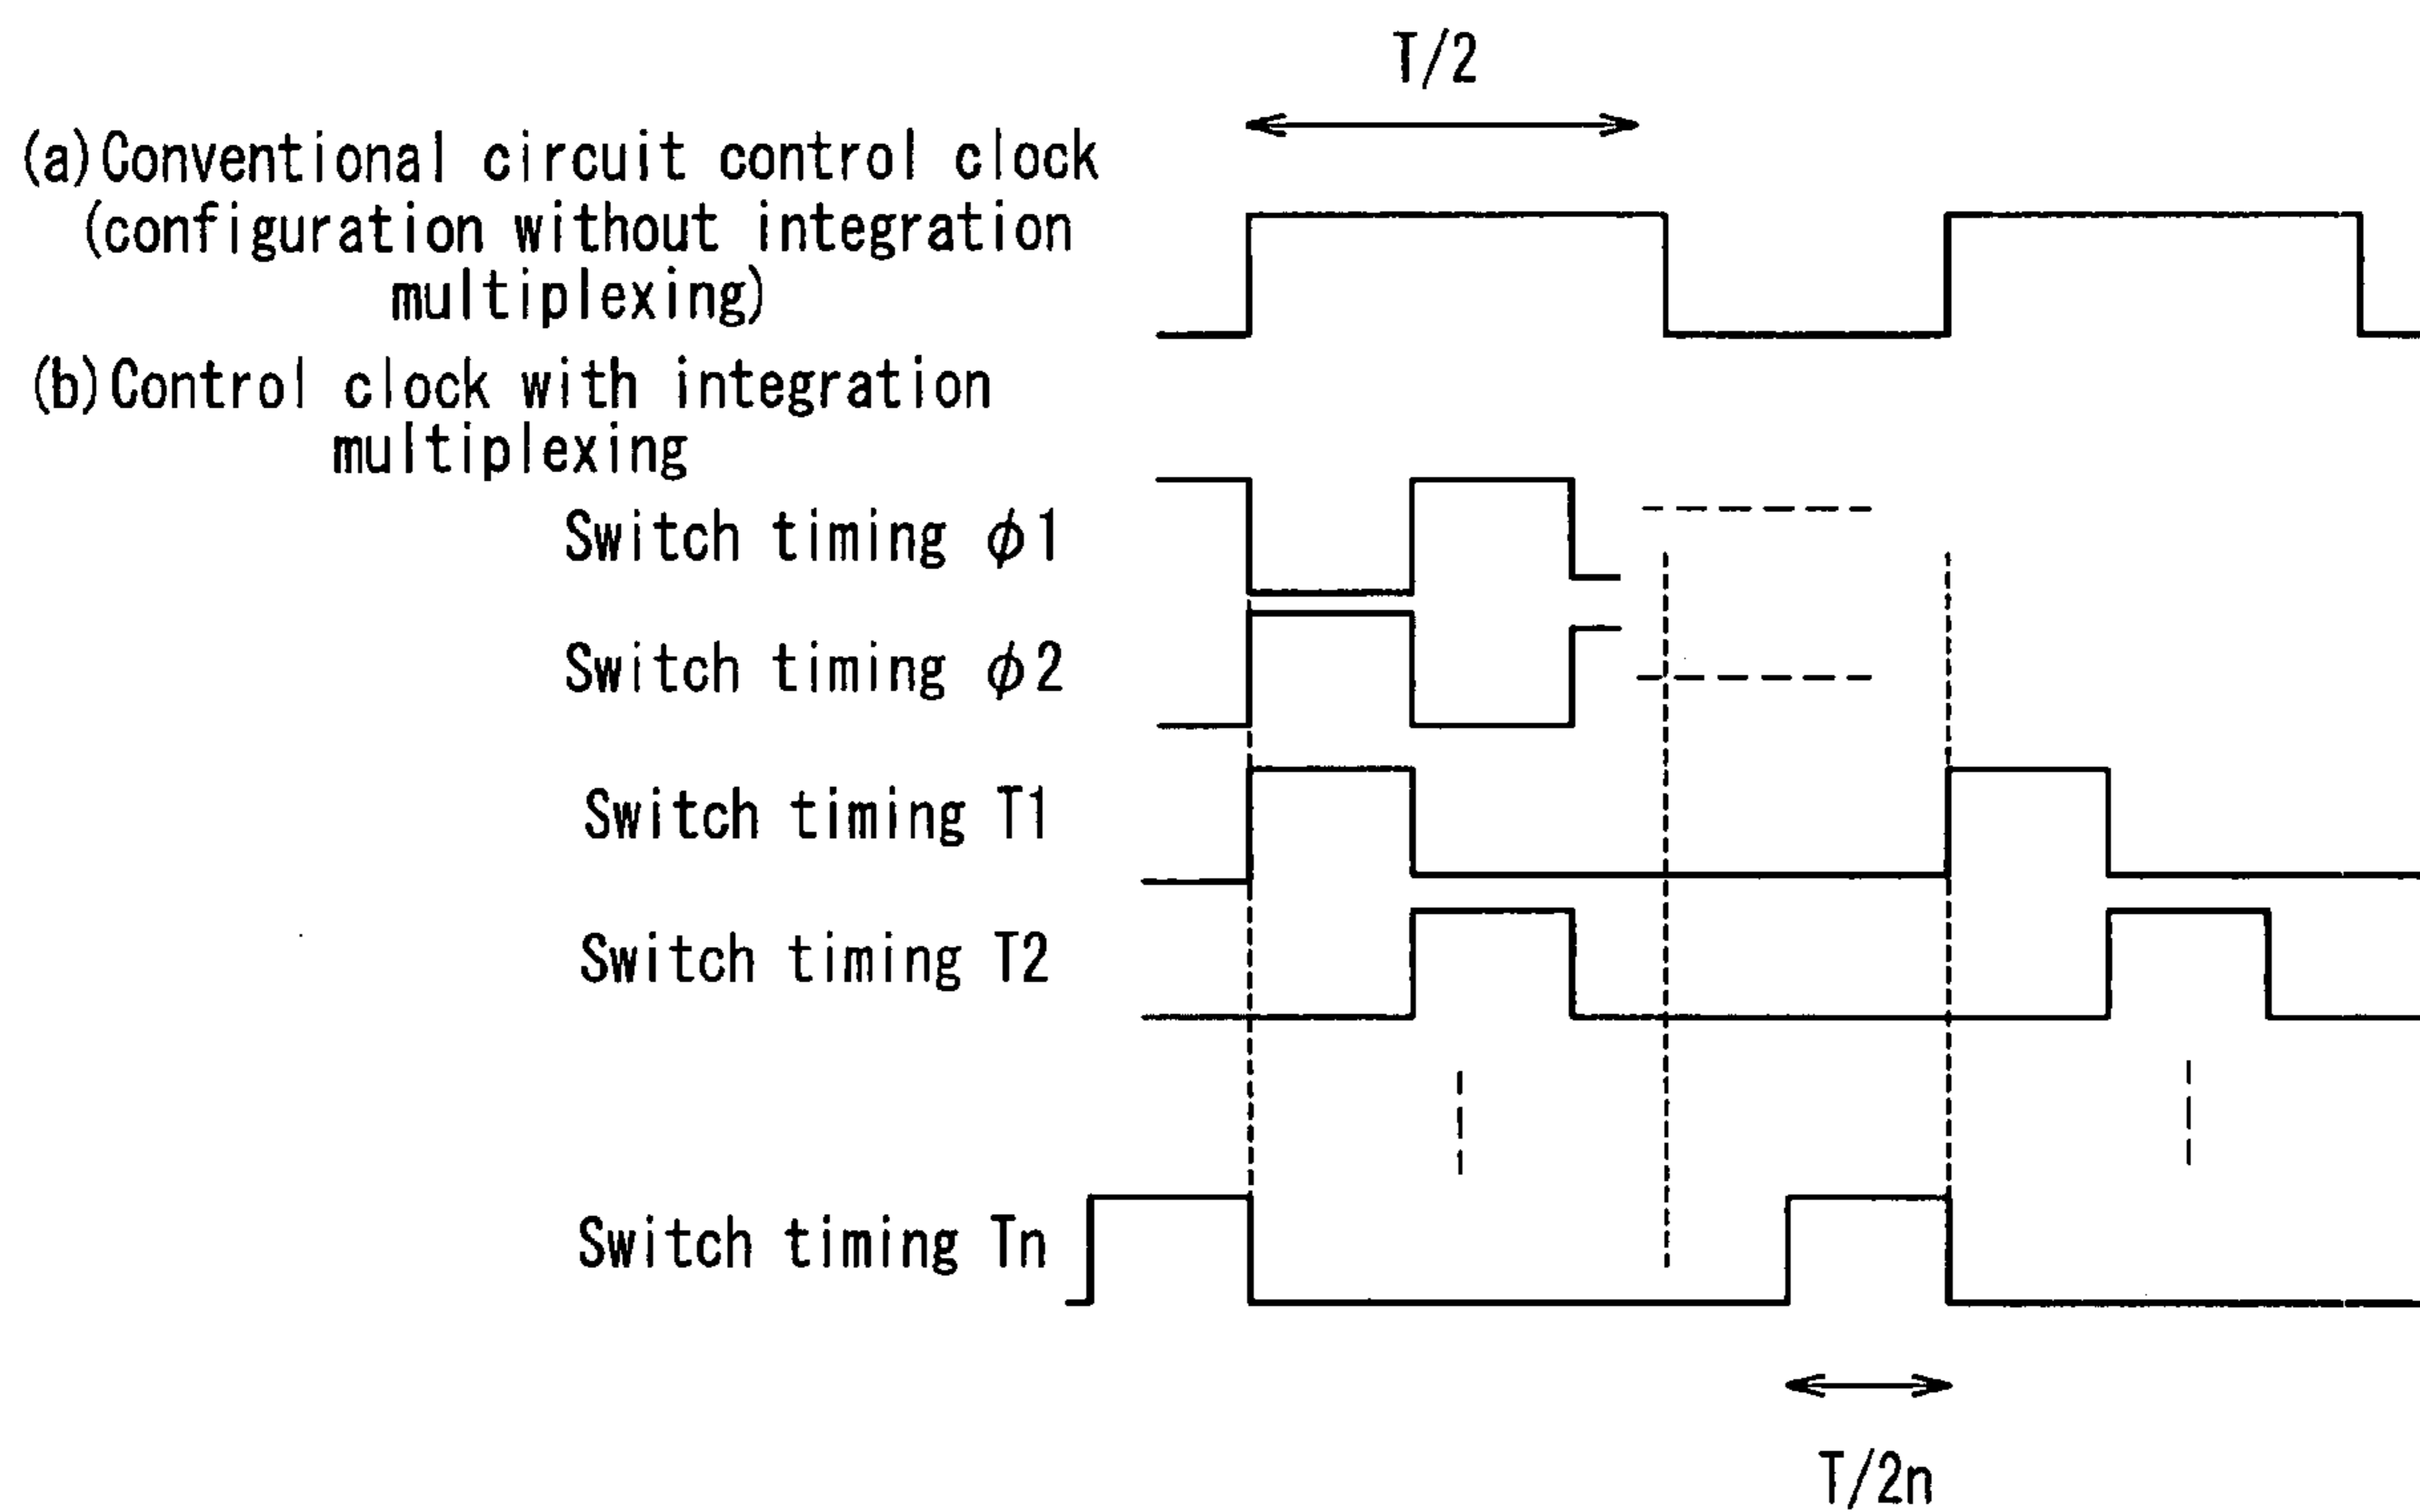 T/2
(a)Conventional circuit control clock
(configuration without integration
multiplexing)
(b)Control clock with integration
multiplexing
Switch timing ϕ1
Switch timing ϕ2
Switch timing T1
Switch timing T2
Switch timing Tn
T/2n